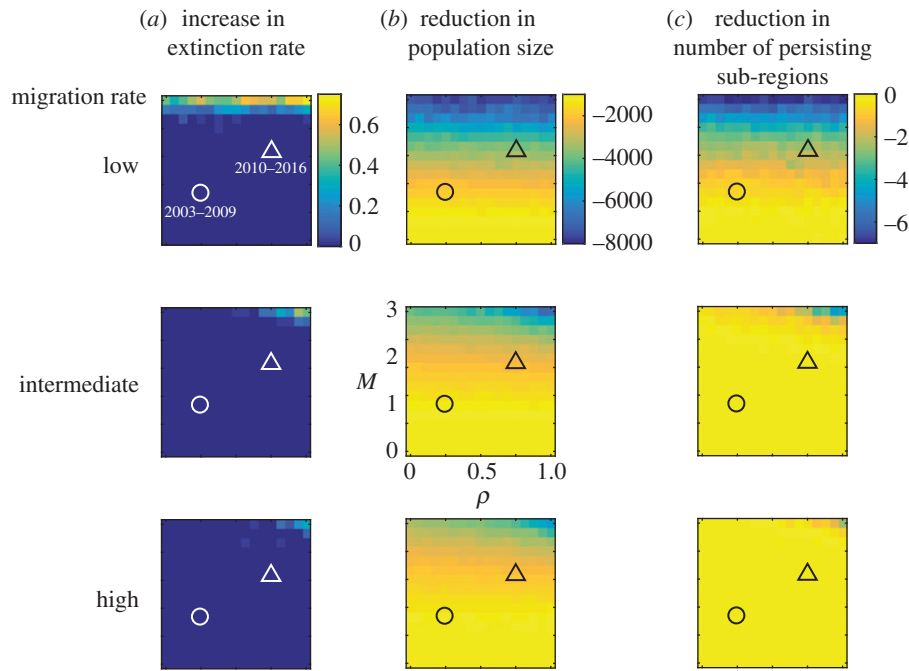 (a) increase in
extinction rate
(b) reduction in
population size
(c) reduction in
number of persisting
sub-regions
migration rate
low
2010–2016
2003–2009
0.6
0.4
0.2
0
–2000
–4000
–6000
–8000
0
–2
–4
–6
intermediate
M
3
2
1
0
0
0.5
1.0
ρ
high